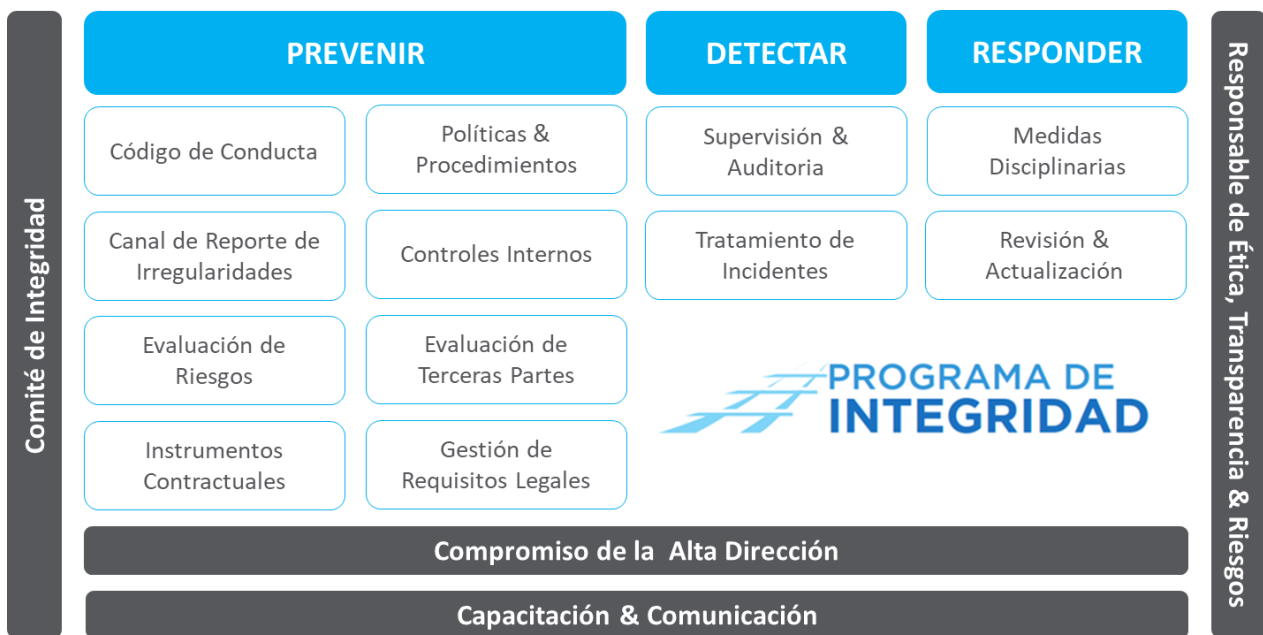 Comité de Integridad
PREVENIR
Código de Conducta
Políticas &
Procedimientos
Canal de Reporte de
Irregularidades
Controles Internos
Evaluación de
Riesgos
Evaluación de
Terceras Partes
Instrumentos
Contractuales
Gestión de
Requisitos Legales
DETECTAR
Supervisión &
Auditoria
Tratamiento de
Incidentes
RESPONDER
Medidas
Disciplinarias
Revisión &
Actualización
PROGRAMA DE
INTEGRIDAD
Compromiso de la Alta Dirección
Capacitación & Comunicación
Responsable de Ética, Transparencia & Riesgos